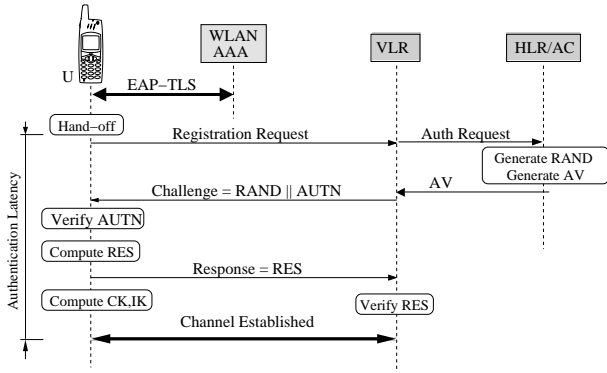 WLAN
AAA
VLR
HLR/AC
U
EAP−TLS
Hand−off
Registration Request
Auth Request
Generate RAND
Generate AV
Challenge = RAND || AUTN
AV
Verify AUTN
Compute RES
Response = RES
Compute CK,IK
Verify RES
Channel Established
Authentication Latency